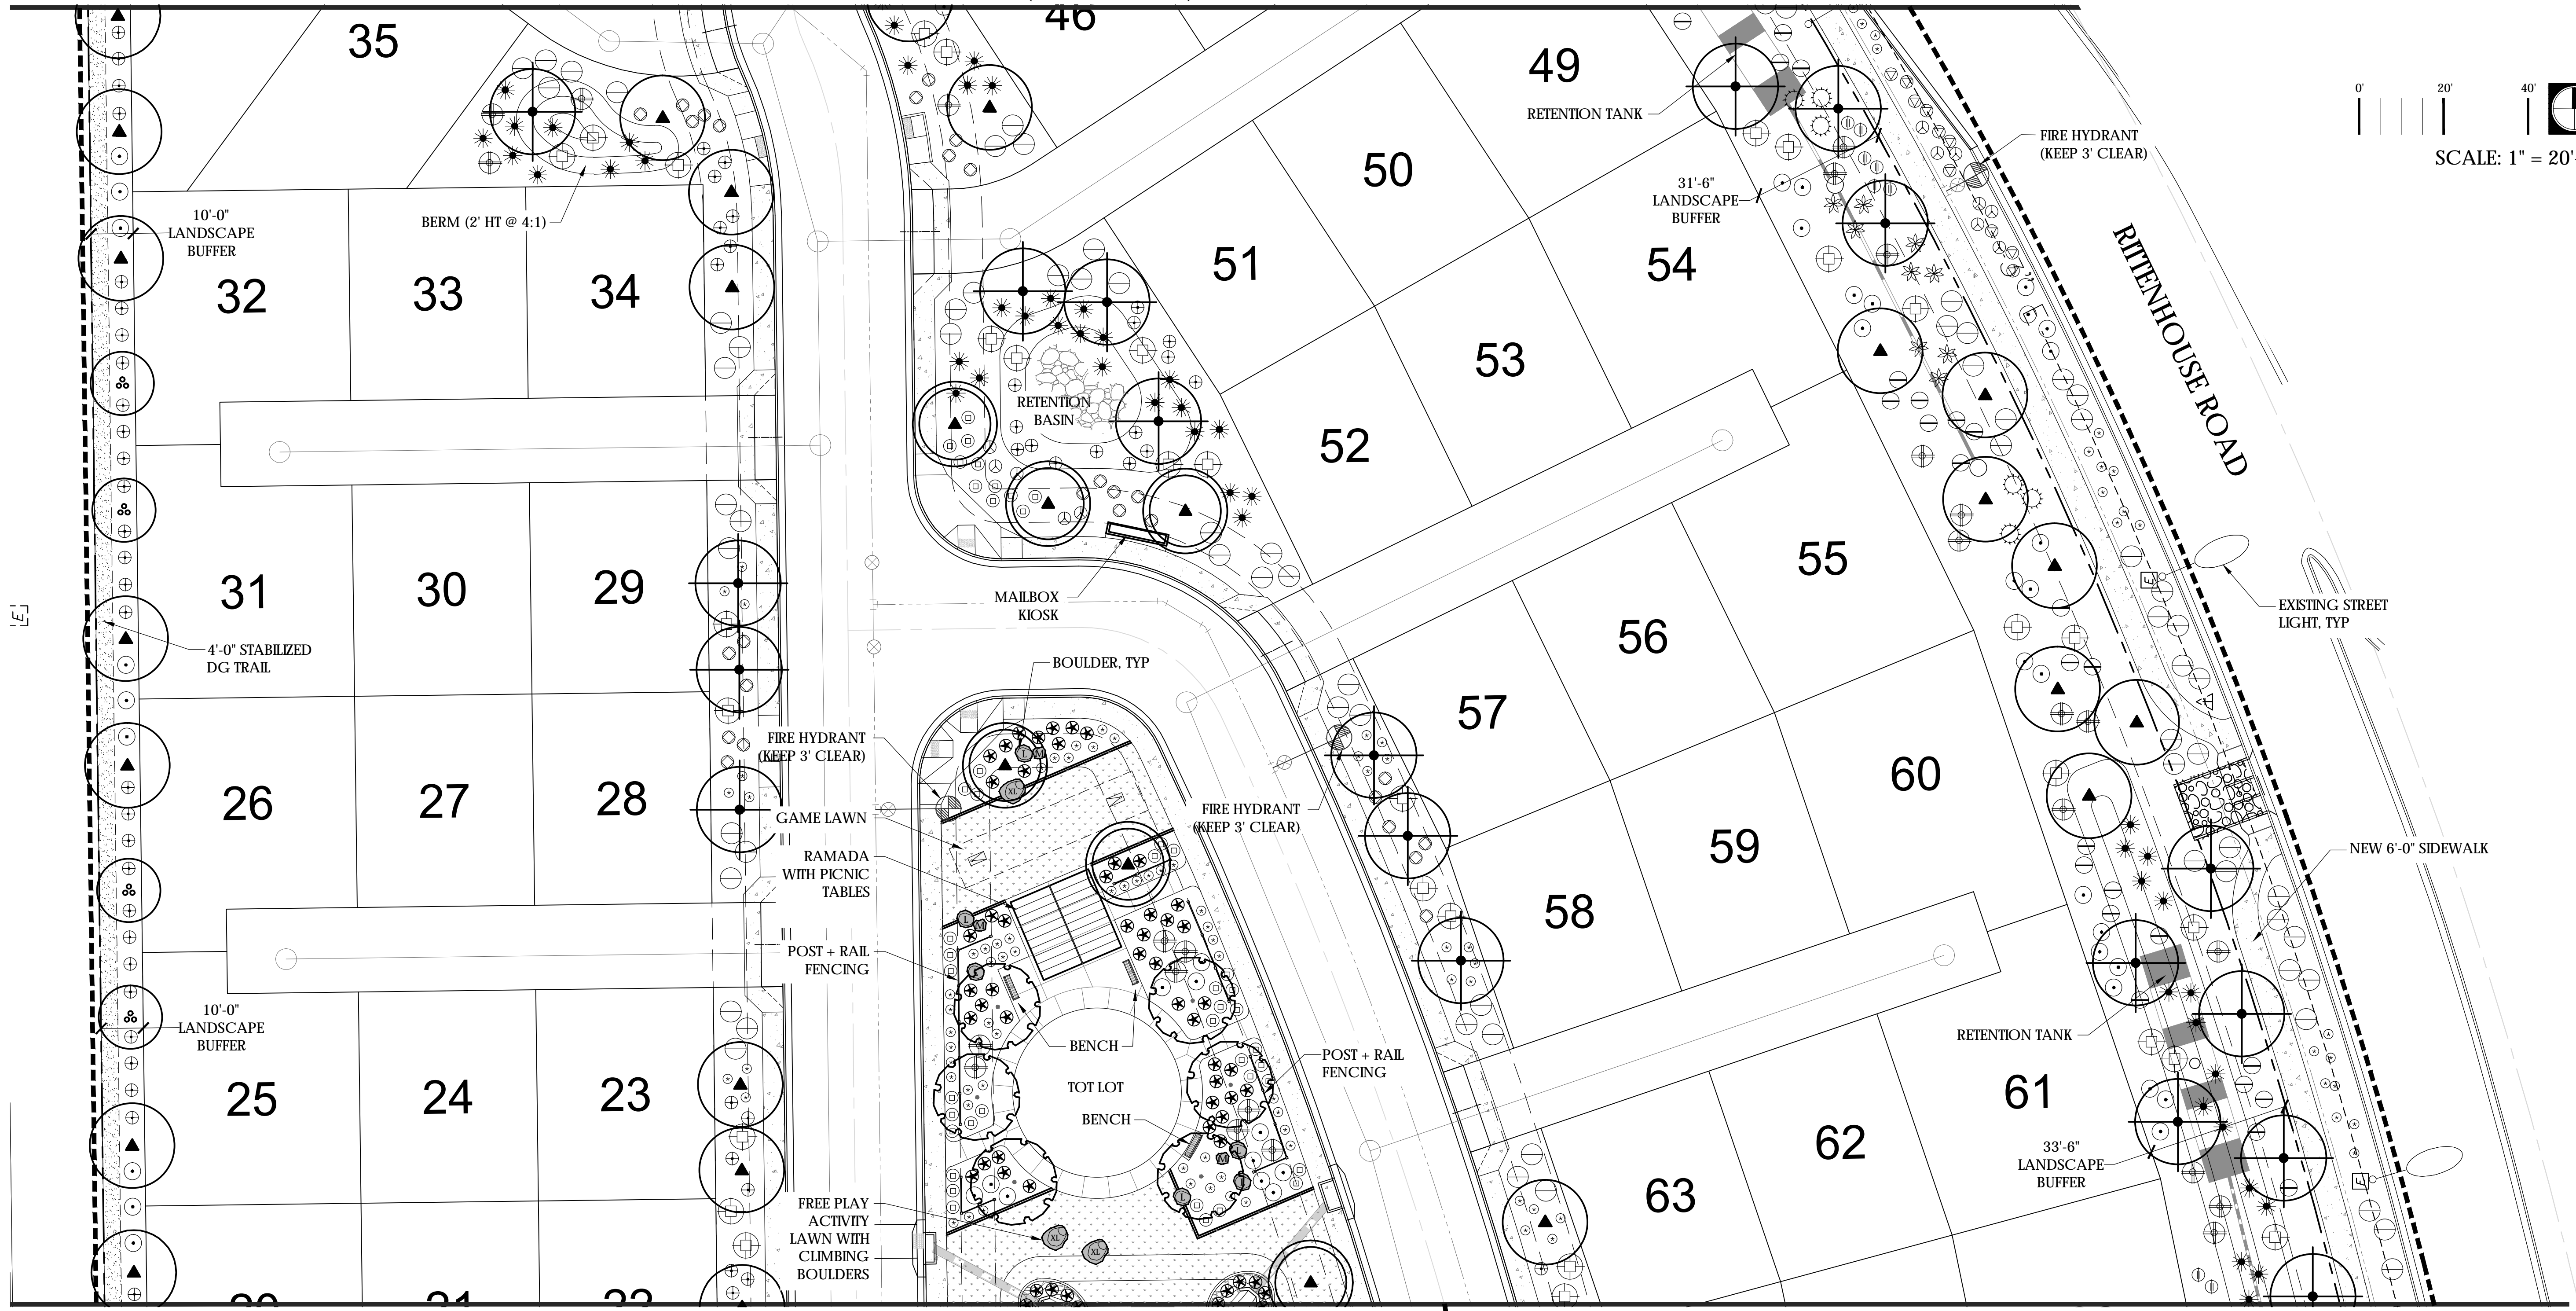 35
46
49
RETENTION TANK
FIRE HYDRANT
(KEEP 3' CLEAR)
0'
20'
40'
SCALE: 1" = 20'
10'-0"
LANDSCAPE
BUFFER
BERM (2' HT @ 4:1)
50
31'-6"
LANDSCAPE
BUFFER
32
33
34
51
54
RITTENHOUSE ROAD
RETENTION
BASIN
53
52
31
30
29
4'-0" STABILIZED
DG TRAIL
MAILBOX
KIOSK
55
E
EXISTING STREET
LIGHT, TYP
E
56
BOULDER, TYP
57
26
27
28
FIRE HYDRANT
(KEEP 3' CLEAR)
L
M
XL
GAME LAWN
FIRE HYDRANT
(KEEP 3' CLEAR)
60
RAMADA
WITH PICNIC
TABLES
59
NEW 6'-0" SIDEWALK
58
L
M
POST + RAIL
FENCING
10'-0"
LANDSCAPE
BUFFER
BENCH
RETENTION TANK
POST + RAIL
FENCING
TOT LOT
BENCH
25
24
23
61
62
33'-6"
LANDSCAPE
BUFFER
E
L
M
L
63
FREE PLAY
ACTIVITY
LAWN WITH
CLIMBING
BOULDERS
XL
XL